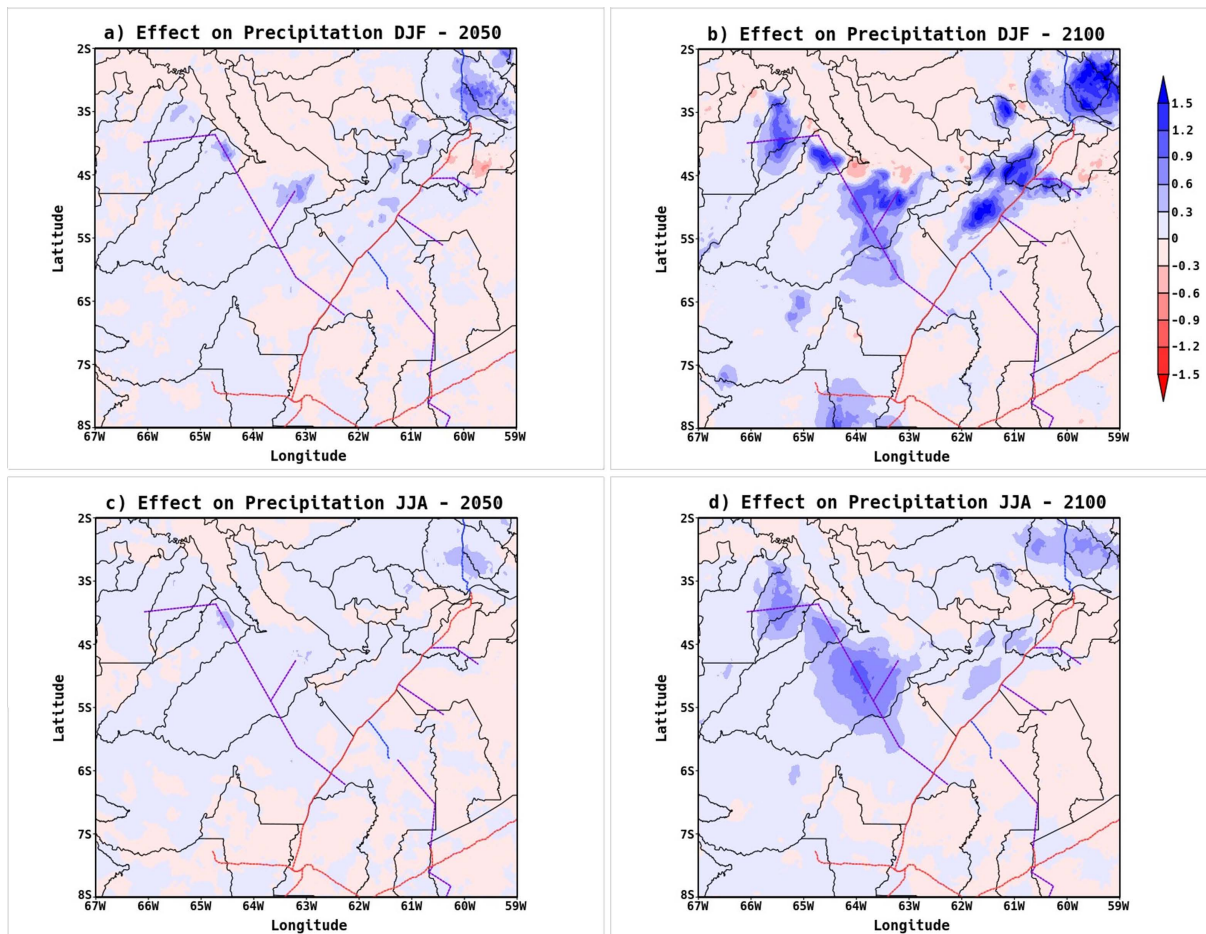 a) Effect on Precipitation DJF - 2050
2S
3S
4S
5S
6S
7S
8S
Latitude
67W 66W 65W 64W 63W 62W 61W 60W 59W
Longitude
b) Effect on Precipitation DJF - 2100
2S
3S
4S
5S
6S
7S
8S
Latitude
67W 66W 65W 64W 63W 62W 61W 60W 59W
Longitude
1.5
1.2
0.9
0.6
0.3
0
-0.3
-0.6
-0.9
-1.2
-1.5
c) Effect on Precipitation JJA - 2050
2S
3S
4S
5S
6S
7S
8S
Latitude
67W 66W 65W 64W 63W 62W 61W 60W 59W
Longitude
d) Effect on Precipitation JJA - 2100
2S
3S
4S
5S
6S
7S
8S
Latitude
67W 66W 65W 64W 63W 62W 61W 60W 59W
Longitude